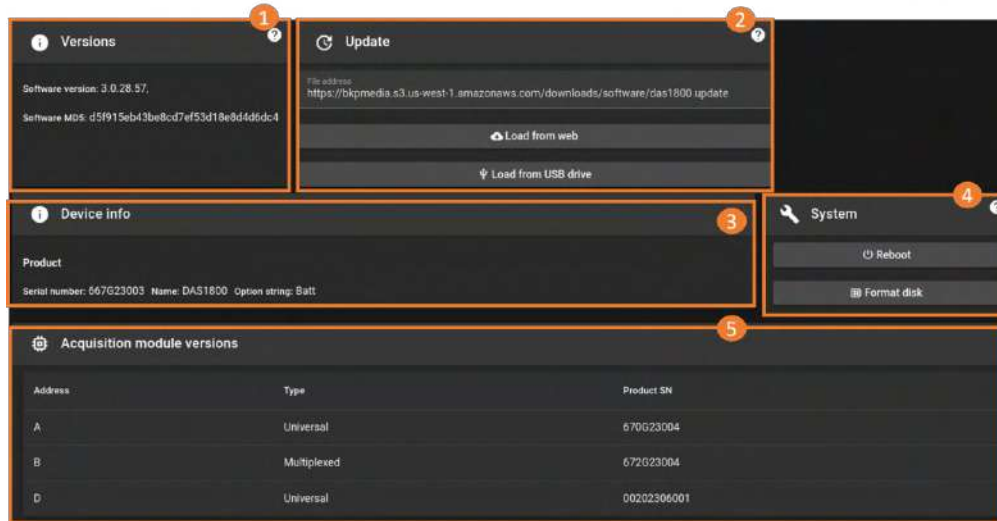 1
Versions
?
Software version: 3.0.28.57,
Software MD5: d5f915eb43be8cd7ef53d18e8d4d6dc4
2
Update
?
File address
https://bkpmedia.s3.us-west-1.amazonaws.com/downloads/software/das1800.update
Load from web
Load from USB drive
3
Device info
Product
Serial number: 667G23003 Name: DAS1800 Option string: Batt
4
System
?
Reboot
Format disk
5
Acquisition module versions
Address Type Product SN
A Universal 670G23004
B Multiplexed 672G23004
D Universal 00202306001